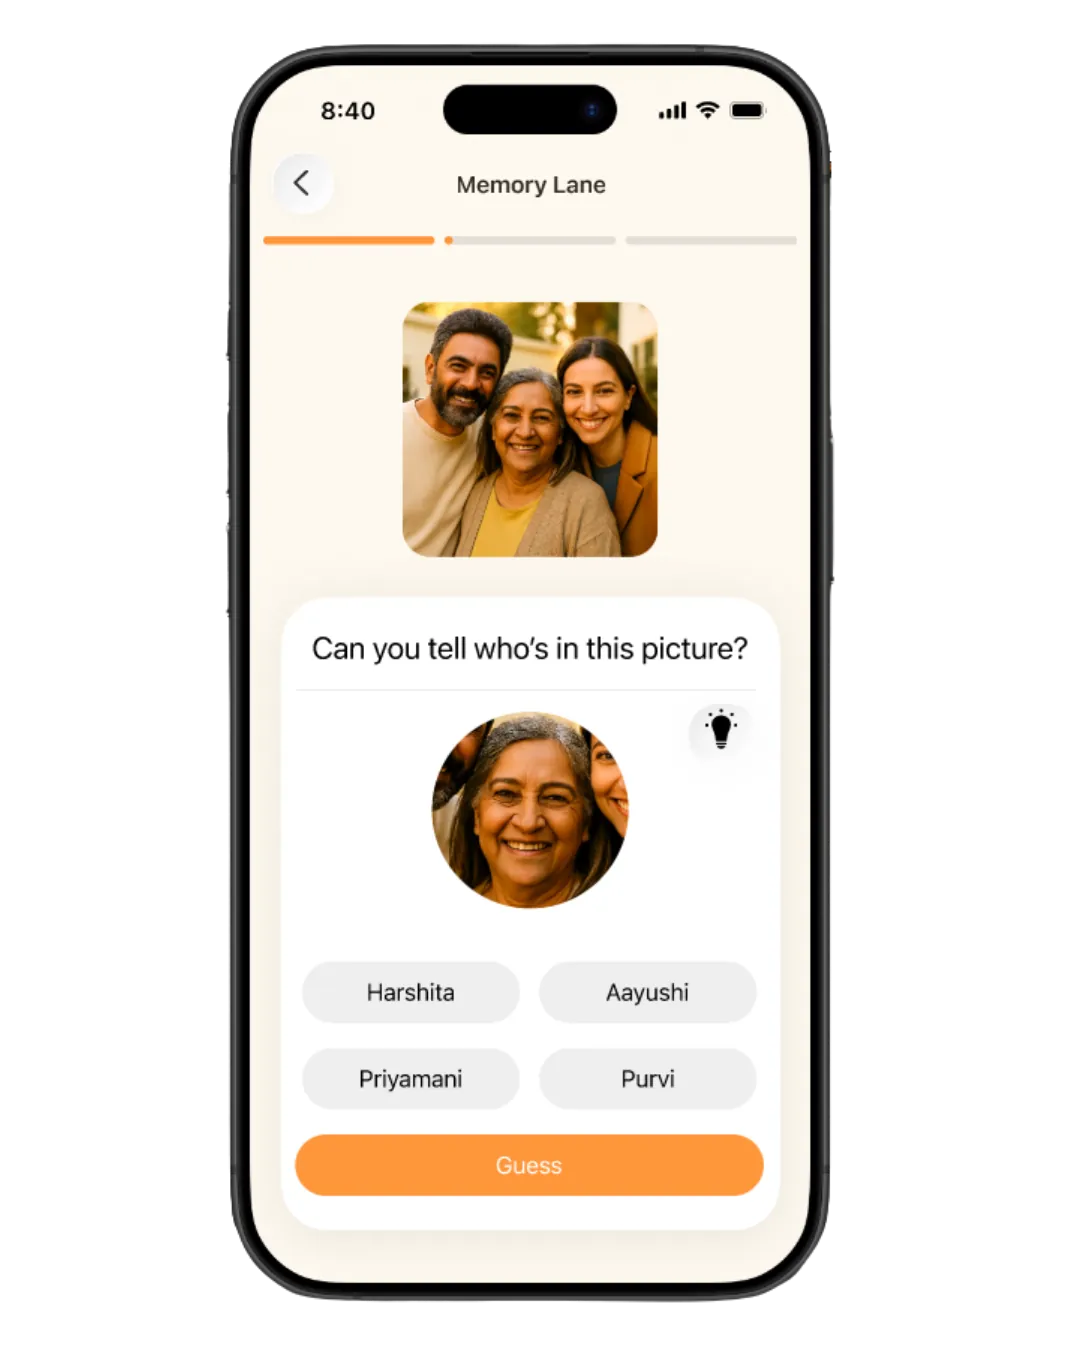 8:40
Memory Lane
Can you tell who's in this picture?
Harshita
Aayushi
Priyamani
Purvi
Guess